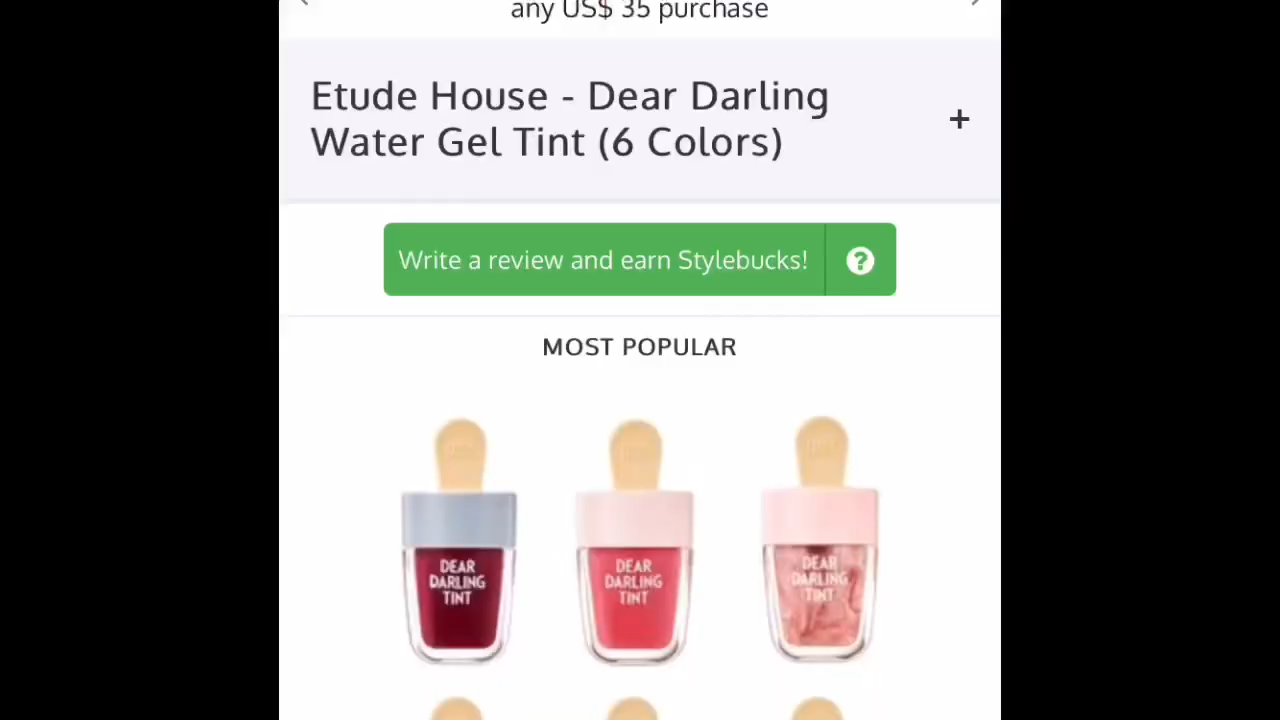 any US$ 35 purchase
Etude House - Dear Darling
Water Gel Tint (6 Colors)
+
Write a review and earn Stylebucks!
?
MOST POPULAR
DEAR
DARLING
TINT
DEAR
DARLING
TINT
DEAR
DARLING
TINT